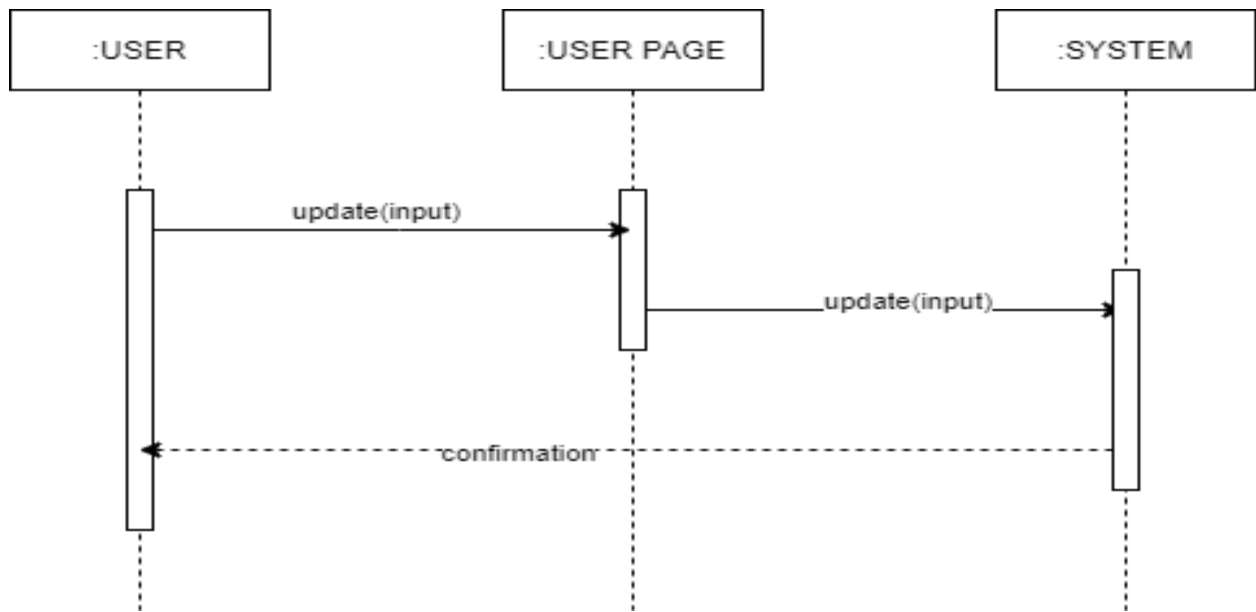 :USER
:USER PAGE
:SYSTEM
update(input)
update(input)
confirmation